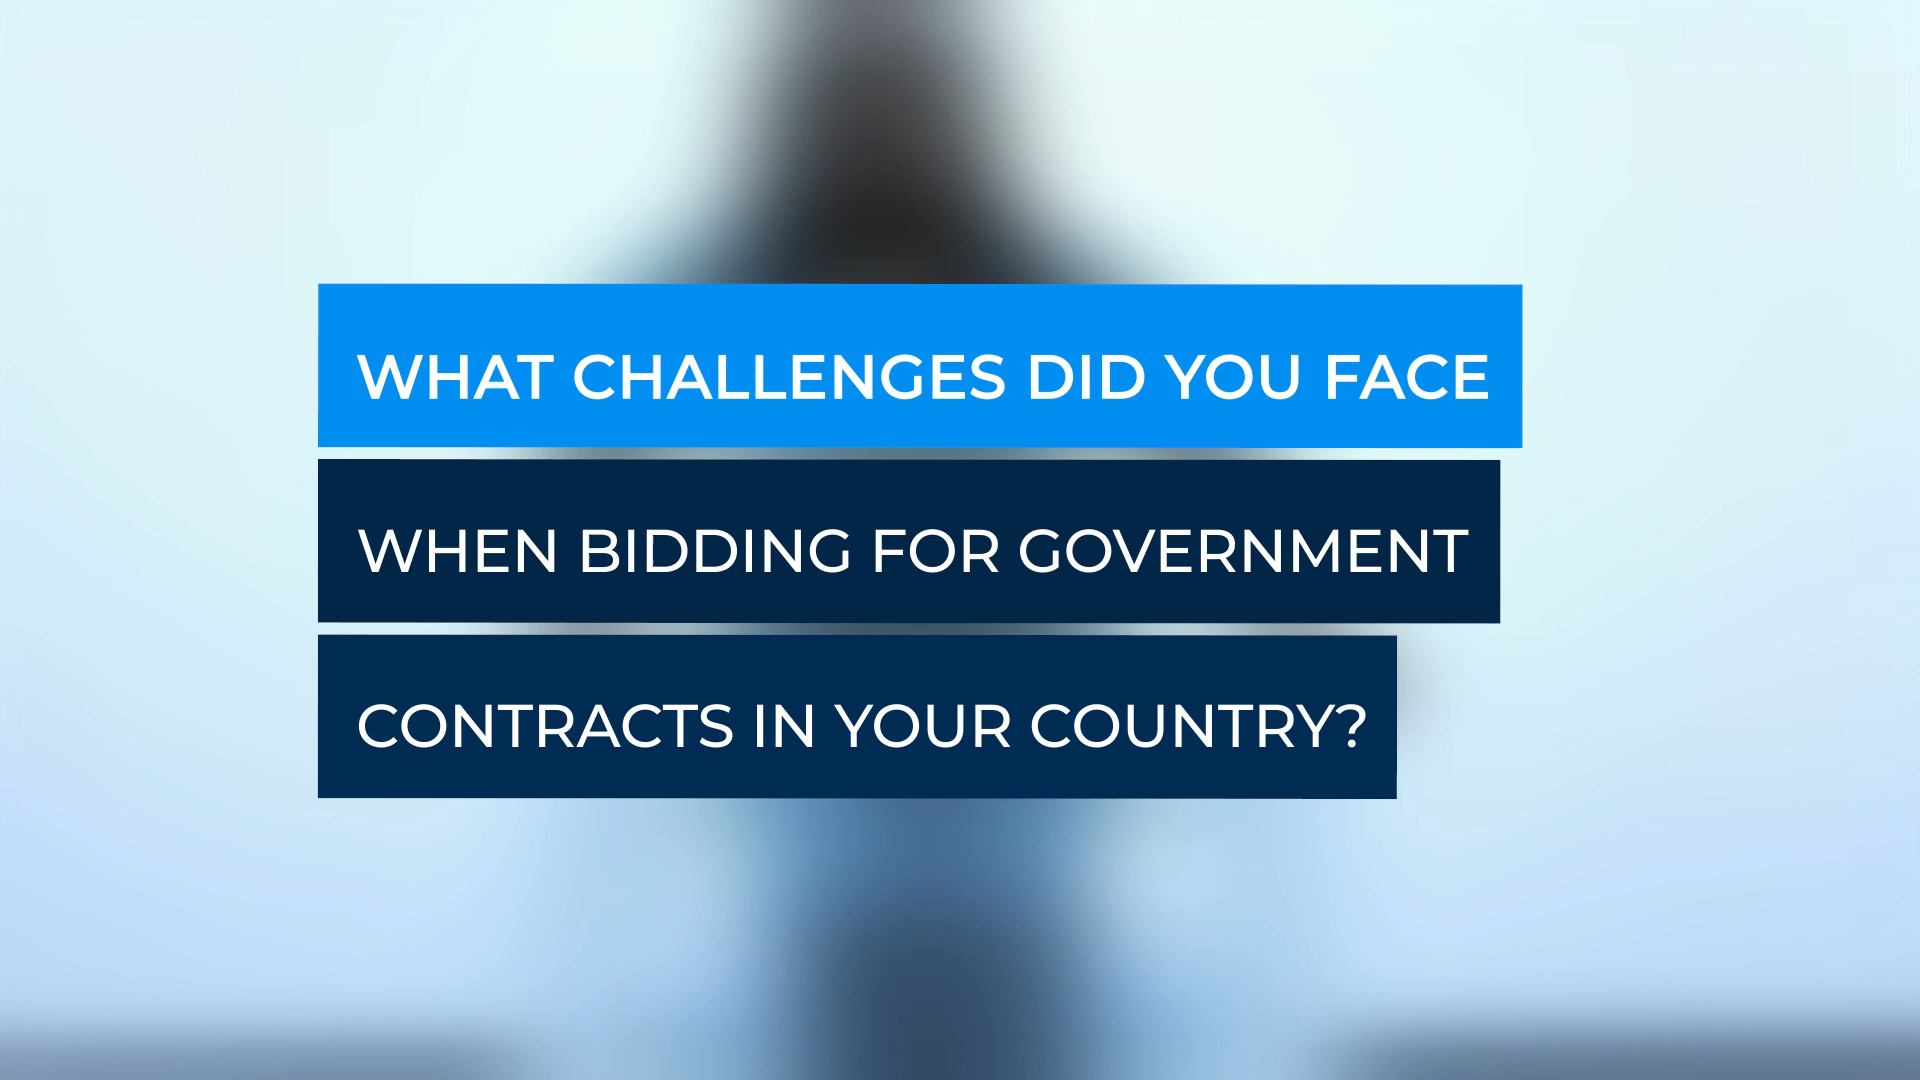 WHAT CHALLENGES DID YOU FACE
WHEN BIDDING FOR GOVERNMENT
CONTRACTS IN YOUR COUNTRY?